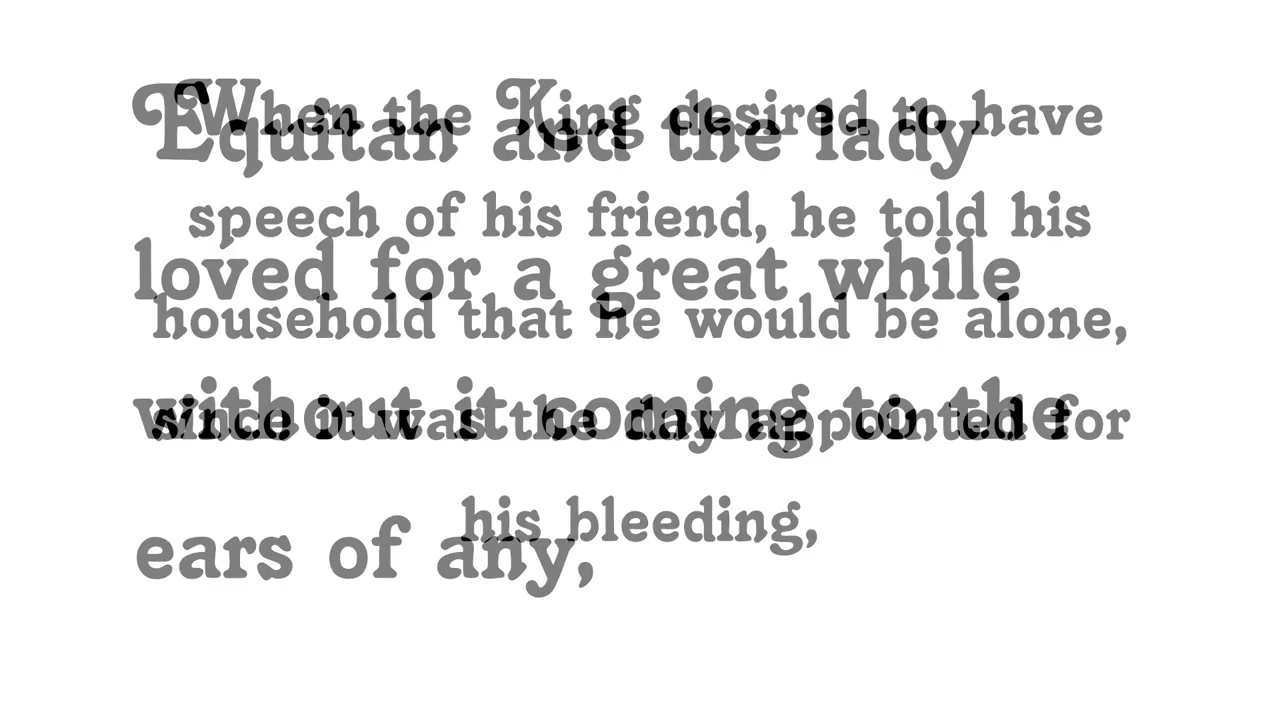 Equitan and the lady
loved for a great while
without it coming to the
ears of any,
When the King desired to have
speech of his friend, he told his
household that he would be alone,
since it was the day appointed for
his bleeding,